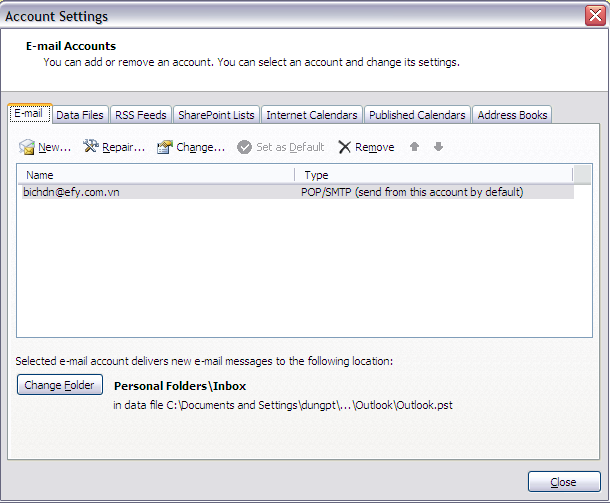 Account Settings
E-mail Accounts
You can add or remove an account. You can select an account and change its settings.
E-mail Data Files RSS Feeds SharePoint Lists Internet Calendars Published Calendars Address Books
New... Repair... Change... Set as Default Remove
Name Type
bichdn@efy.com.vn POP/SMTP (send from this account by default)
Selected e-mail account delivers new e-mail messages to the following location:
Change Folder Personal Folders\Inbox
in data file C:\Documents and Settings\dungpt\...\Outlook\Outlook.pst
Close